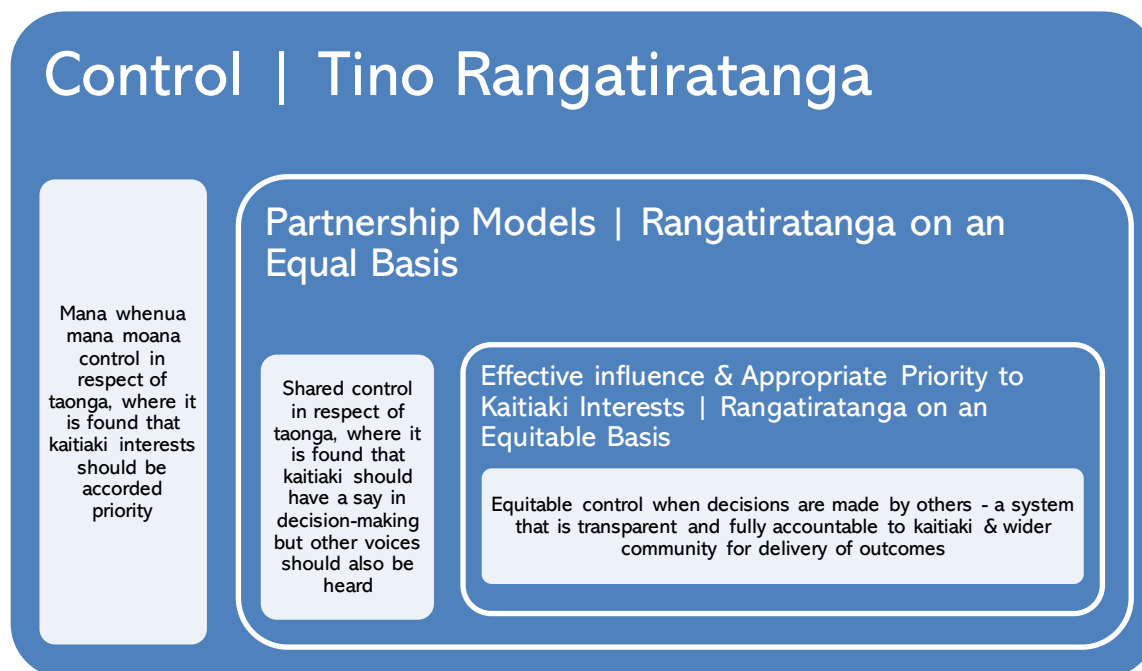 Control | Tino Rangatiratanga
Mana whenua
mana moana
control in
respect of
taonga, where it
is found that
kaitiaki interests
should be
accorded
priority
Partnership Models | Rangatiratanga on an
Equal Basis
Shared control
in respect of
taonga, where it
is found that
kaitiaki should
have a say in
decision-making
but other voices
should also be
heard
Effective influence & Appropriate Priority to
Kaitiaki Interests | Rangatiratanga on an
Equitable Basis
Equitable control when decisions are made by others - a system
that is transparent and fully accountable to kaitiaki & wider
community for delivery of outcomes